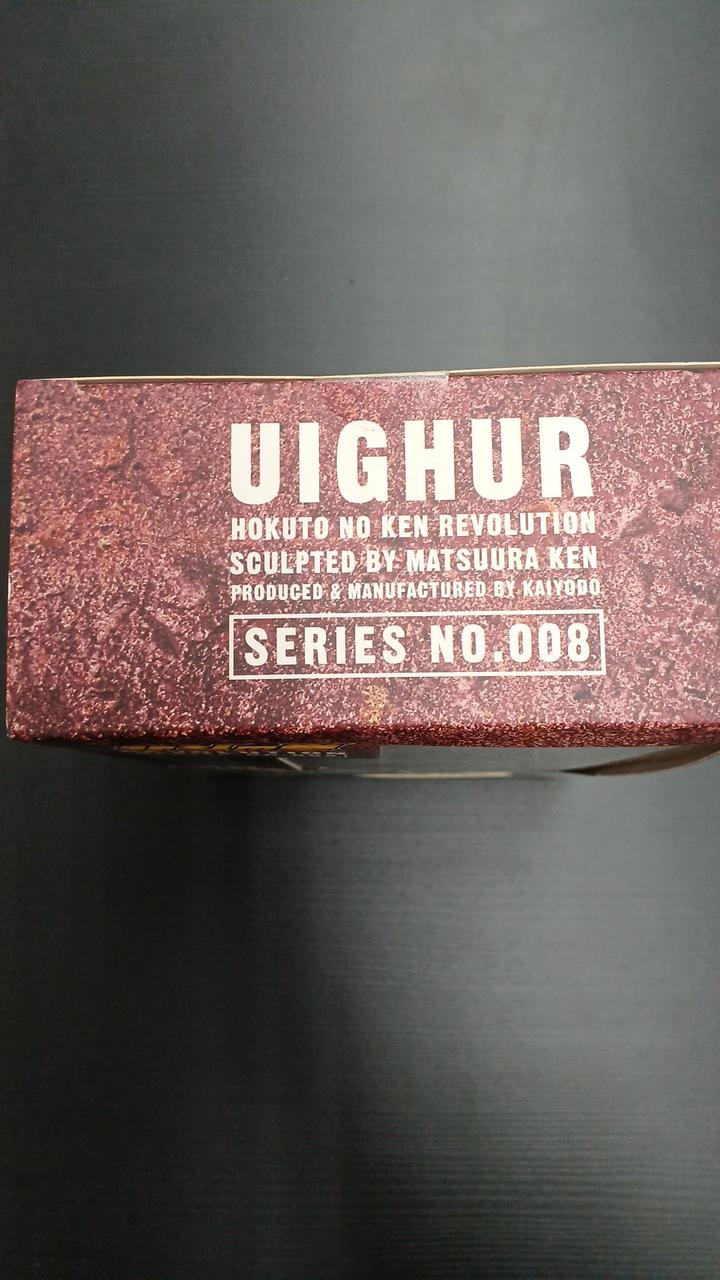 UIGHUR
HOKUTO NO KEN REVOLUTION
SCULPTED BY MATSUURA KEN
PRODUCED & MANUFACTURED BY KAIYODO
SERIES NO.008